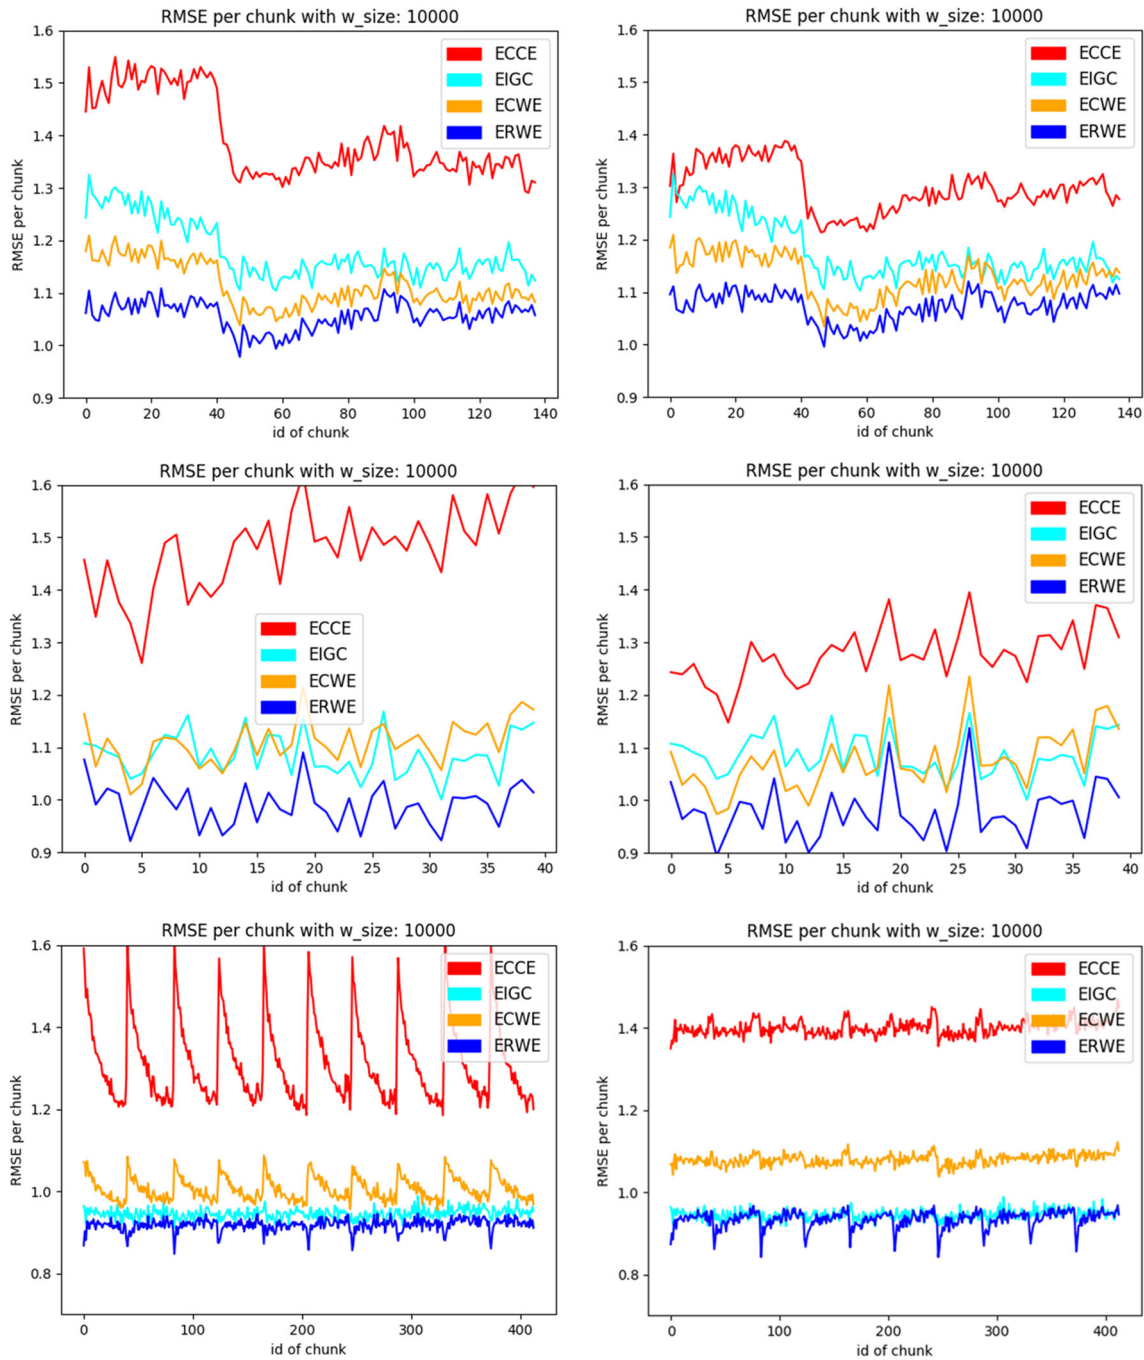 RMSE per chunk with w_size: 10000
1.6
1.5
1.4
1.3
1.2
1.1
1.0
0.9
RMSE per chunk
ECCE
EIGC
ECWE
ERWE
0 20 40 60 80 100 120 140
id of chunk
RMSE per chunk with w_size: 10000
1.6
1.5
1.4
1.3
1.2
1.1
1.0
0.9
RMSE per chunk
ECCE
EIGC
ECWE
ERWE
0 20 40 60 80 100 120 140
id of chunk
RMSE per chunk with w_size: 10000
1.6
1.5
1.4
1.3
1.2
1.1
1.0
0.9
RMSE per chunk
ECCE
EIGC
ECWE
ERWE
0 5 10 15 20 25 30 35 40
id of chunk
RMSE per chunk with w_size: 10000
1.6
1.5
1.4
1.3
1.2
1.1
1.0
0.9
RMSE per chunk
ECCE
EIGC
ECWE
ERWE
0 5 10 15 20 25 30 35 40
id of chunk
RMSE per chunk with w_size: 10000
1.6
1.4
1.2
1.0
0.8
RMSE per chunk
ECCE
EIGC
ECWE
ERWE
0 100 200 300 400
id of chunk
RMSE per chunk with w_size: 10000
1.6
1.4
1.2
1.0
0.8
RMSE per chunk
ECCE
EIGC
ECWE
ERWE
0 100 200 300 400
id of chunk